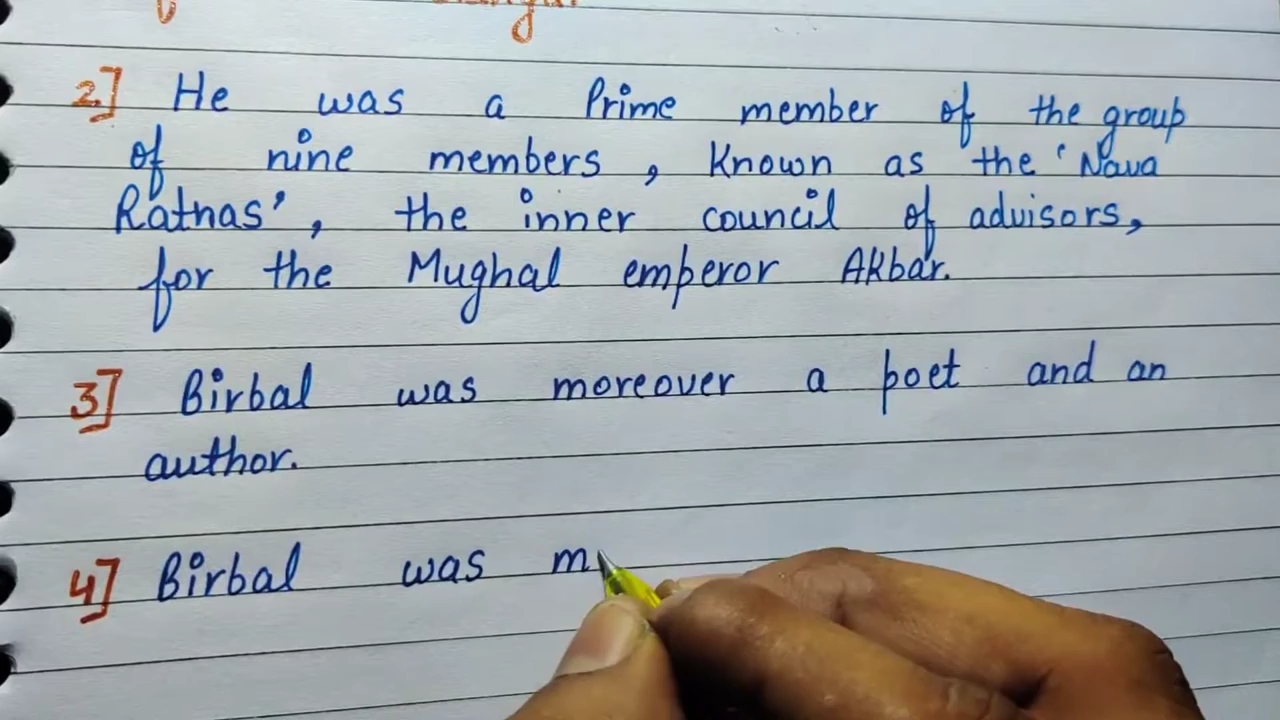 2] He was a Prime member of the group
of nine members, Known as the 'Nava
Ratnas', the inner council of advisors,
for the Mughal emperor Akbar.
3] Birbal was moreover a poet and an
author.
4] Birbal was m